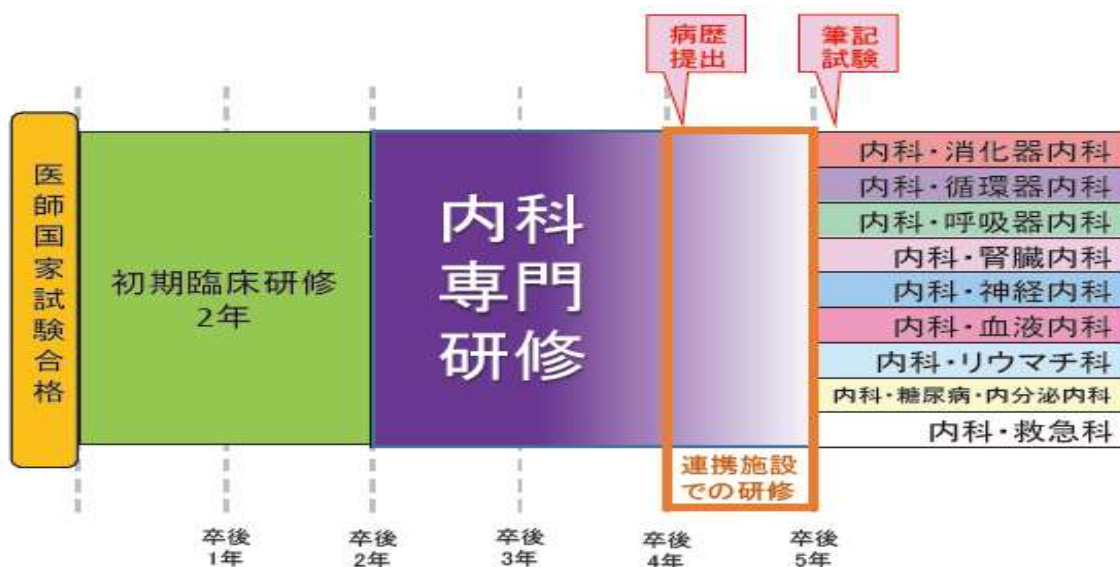 病歴
提出
筆記
試験
医師国家試験合格
初期臨床研修
2年
内科
専門
研修
内科・消化器内科
内科・循環器内科
内科・呼吸器内科
内科・腎臓内科
内科・神経内科
内科・血液内科
内科・リウマチ科
内科・糖尿病・内分泌内科
内科・救急科
連携施設
での研修
卒後
1年
卒後
2年
卒後
3年
卒後
4年
卒後
5年